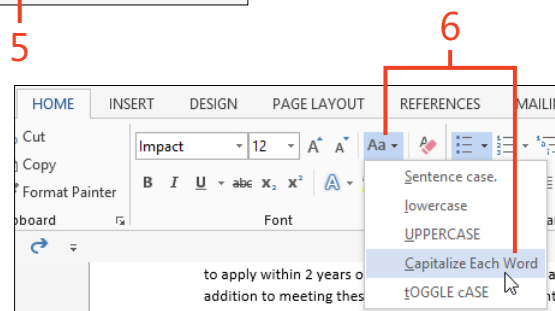 5
6
HOME INSERT DESIGN PAGE LAYOUT REFERENCES
Cut
Copy
Format Painter
Impact 12 A A Aa
B I U abc X₂ X² A
Font
Sentence case.
lowercase
UPPERCASE
Capitalize Each Word
tOGGLE cASE
to apply within 2 years
addition to meeting